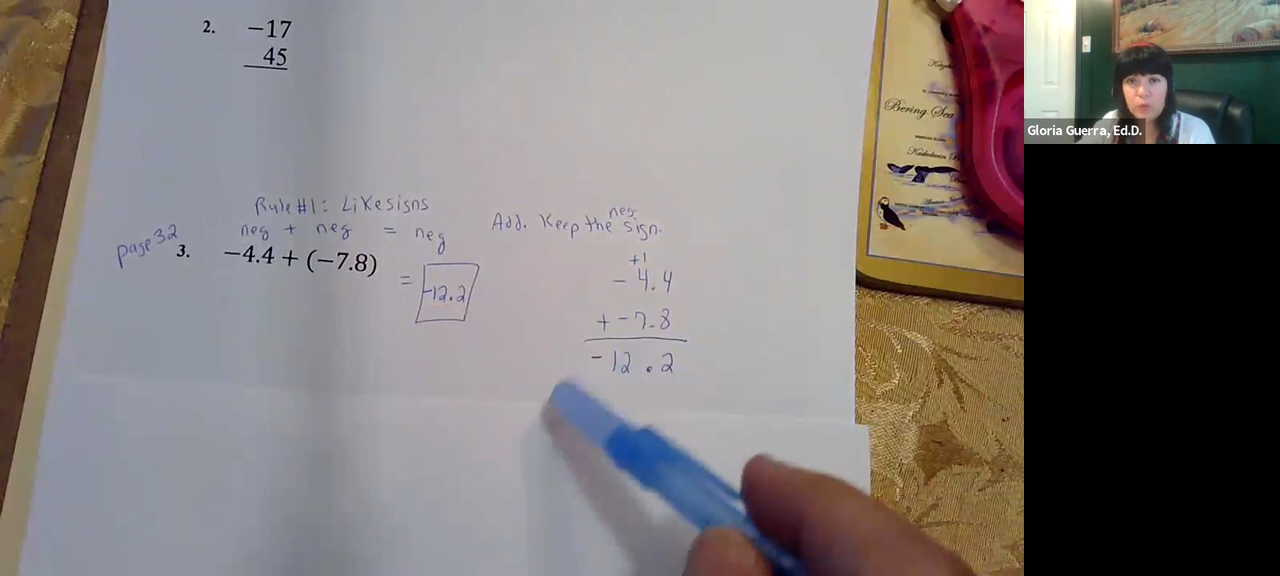 2. −17
45
Rule #1: Like signs
neg + neg = neg
page 32
3. −4.4 + (−7.8)
= -12.2
Add. Keep the neg sign.
+1
- 4.4
+ -7.8
-12.2
Bering Sea
Gloria Guerra, Ed.D.